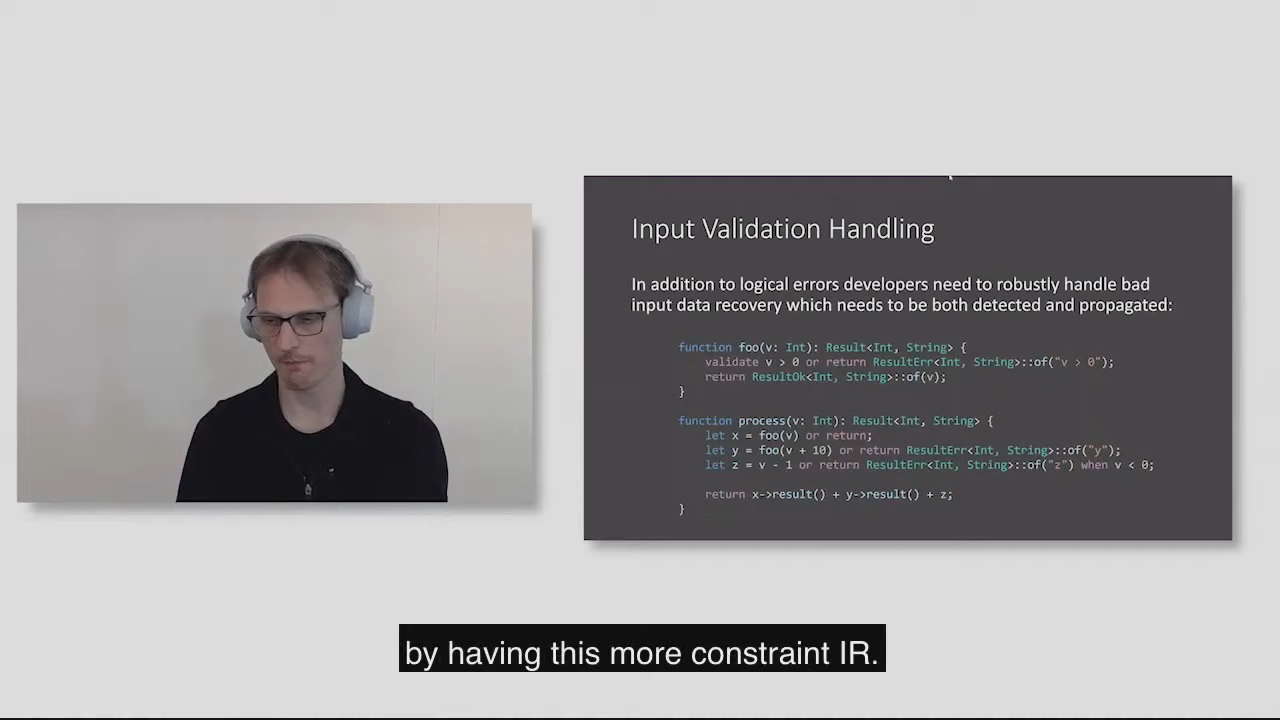 Input Validation Handling
In addition to logical errors developers need to robustly handle bad
input data recovery which needs to be both detected and propagated:
function foo(v: Int): Result<Int, String> {
    validate v > 0 or return ResultErr<Int, String>::of("v > 0");
    return ResultOk<Int, String>::of(v);
}
function process(v: Int): Result<Int, String> {
    let x = foo(v) or return;
    let y = foo(v + 10) or return ResultErr<Int, String>::of("y");
    let z = v - 1 or return ResultErr<Int, String>::of("z") when v < 0;
    return x->result() + y->result() + z;
}
by having this more constraint IR.